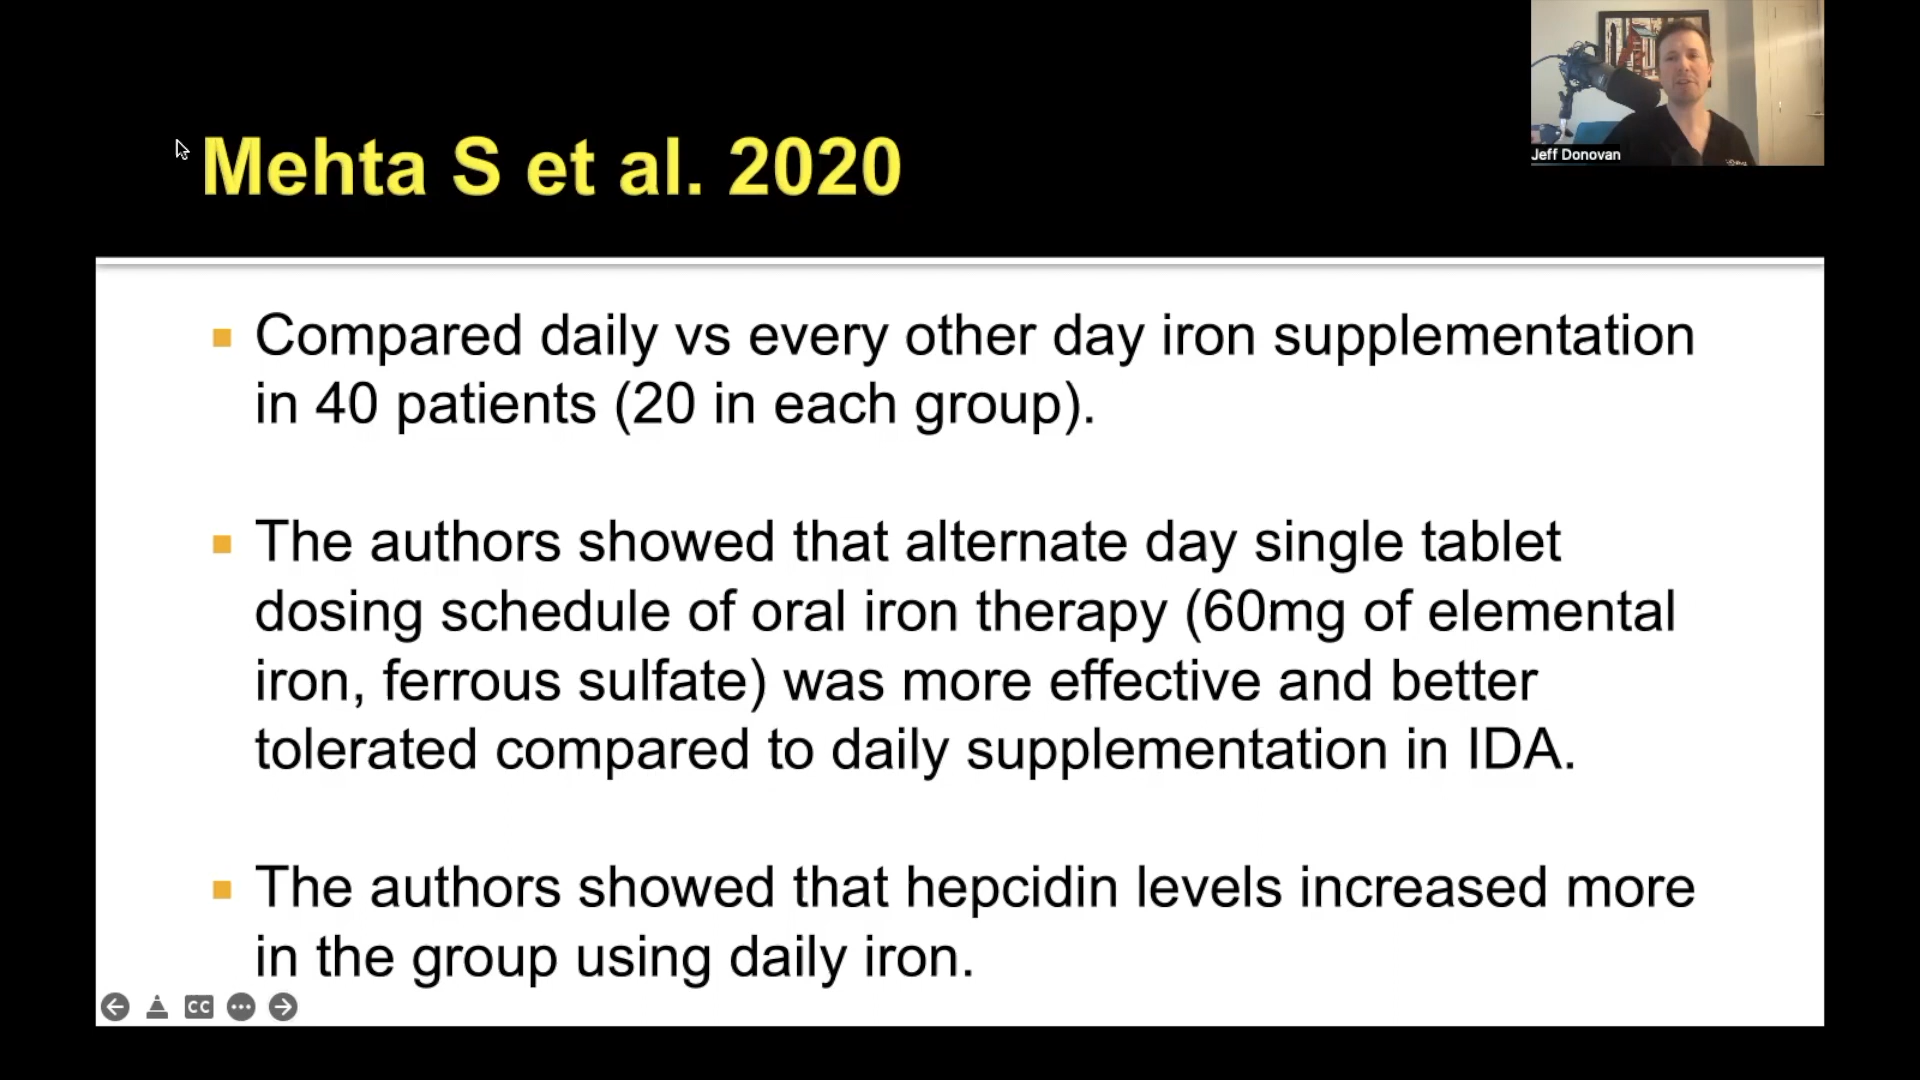 Mehta S et al. 2020
Jeff Donovan
Compared daily vs every other day iron supplementation
in 40 patients (20 in each group).
The authors showed that alternate day single tablet
dosing schedule of oral iron therapy (60mg of elemental
iron, ferrous sulfate) was more effective and better
tolerated compared to daily supplementation in IDA.
The authors showed that hepcidin levels increased more
in the group using daily iron.
CC